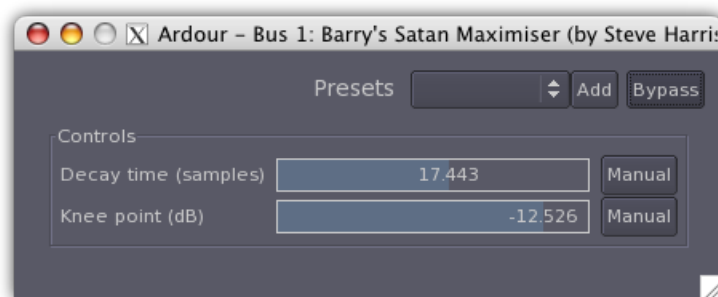 Ardour – Bus 1: Barry's Satan Maximiser (by Steve Harris
Presets Add Bypass
Controls
Decay time (samples) 17.443 Manual
Knee point (dB) -12.526 Manual